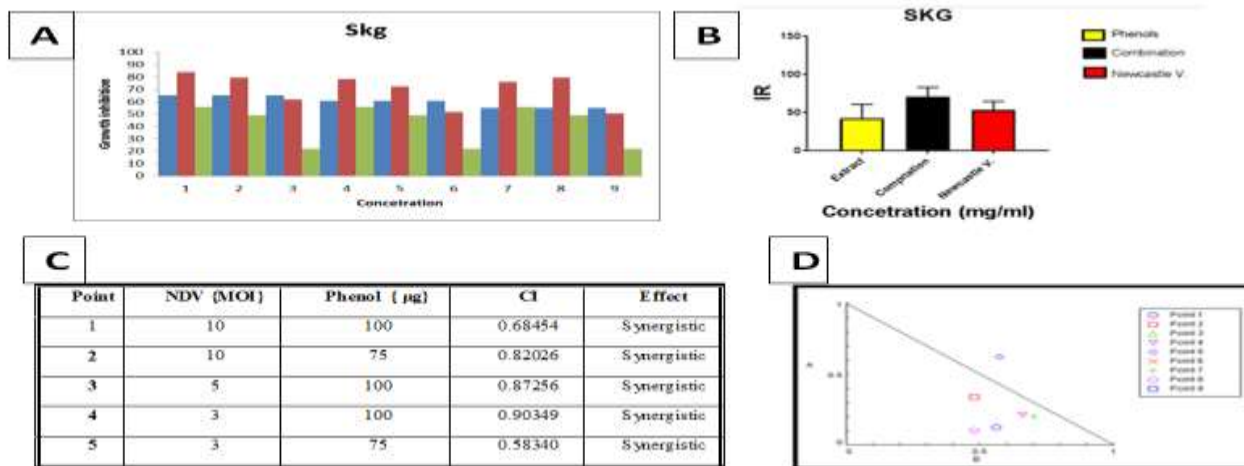 A
Skg
100
90
80
70
60
50
40
30
20
10
0
Growth inhibition
1 2 3 4 5 6 7 8 9
Concetration
B
SKG
150
100
50
0
IR
Extract
Newcastle V.
Concetration (mg/ml)
Phenols
Combination
Newcastle V.
C
Point NDV {MOI} Phenol { µg} CI Effect
1 10 100 0.68454 Synergistic
2 10 75 0.82026 Synergistic
3 5 100 0.87256 Synergistic
4 3 100 0.90349 Synergistic
5 3 75 0.58340 Synergistic
D
1
0.5
0
0 0.5 1
Point 1
Point 2
Point 3
Point 4
Point 5
Point 6
Point 7
Point 8
Point 9